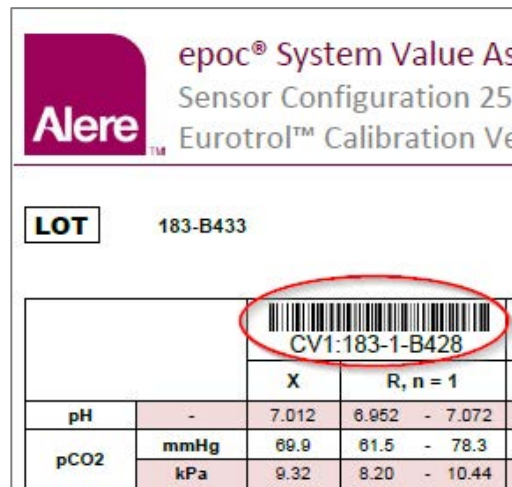 Alere
TM
epoc® System Value As
Sensor Configuration 25
Eurotrol™ Calibration Ve
LOT 183-B433
CV1:183-1-B428
X R, n = 1
pH - 7.012 6.952 - 7.072
pCO2 mmHg 69.9 61.5 - 78.3
kPa 9.32 8.20 - 10.44